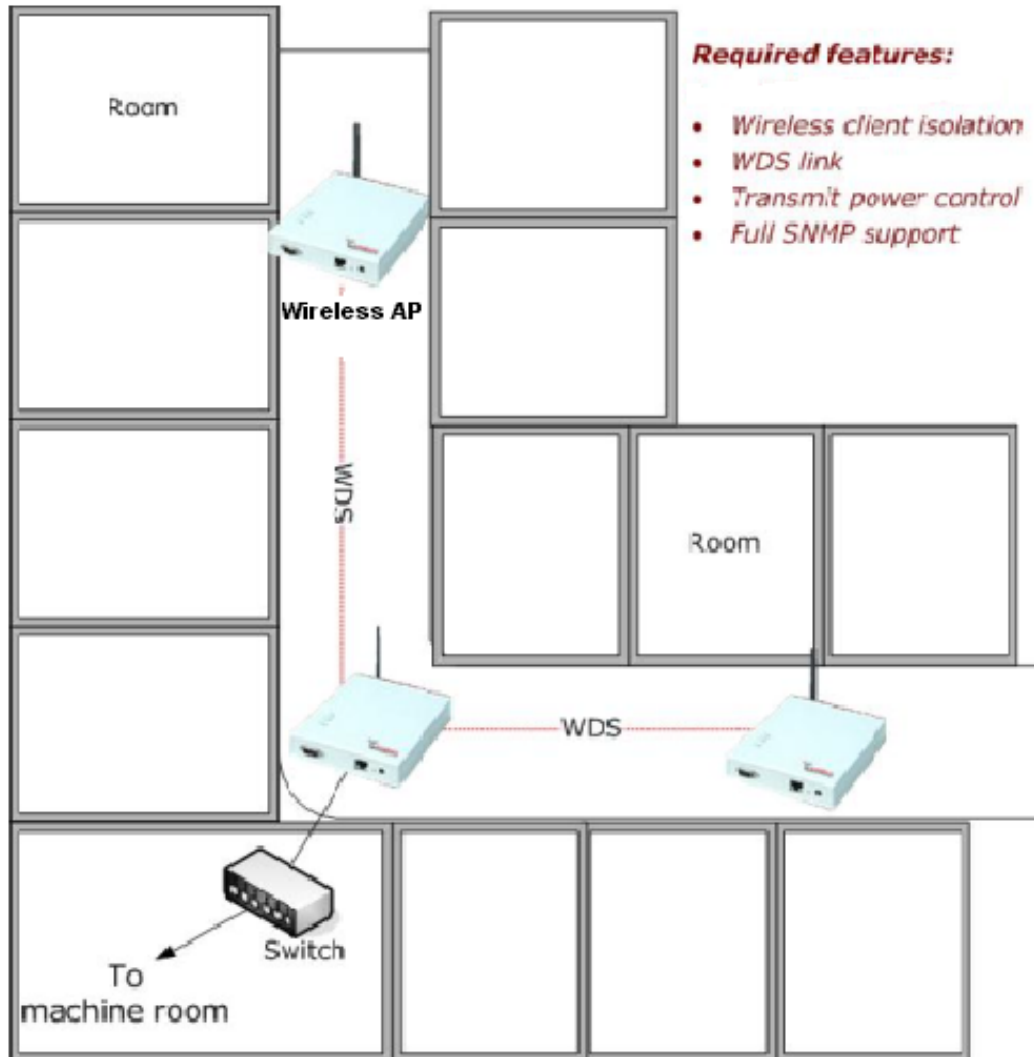 Room
Required features:
• Wireless client isolation
• WDS link
• Transmit power control
• Full SNMP support
Wireless AP
WDS
Room
WDS
Switch
To
machine room